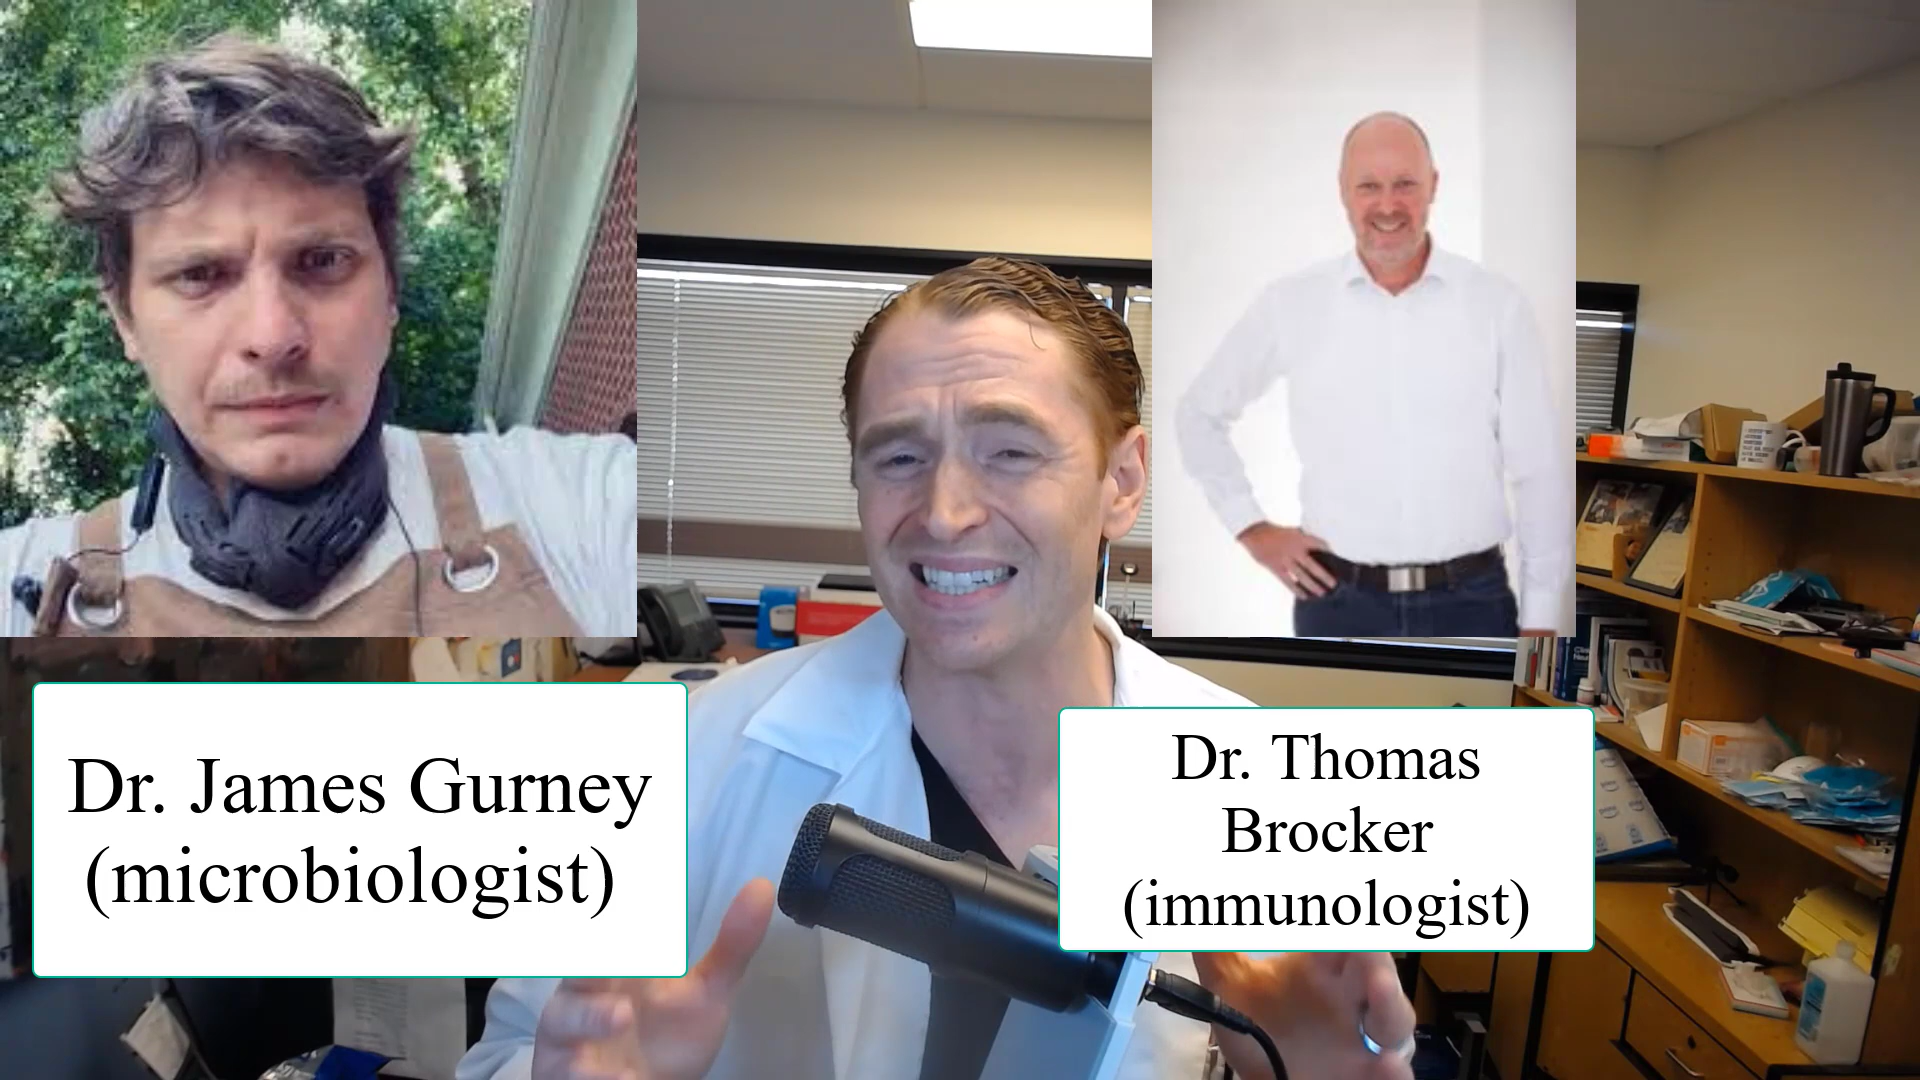 Dr. James Gurney
(microbiologist)
Dr. Thomas
Brocker
(immunologist)